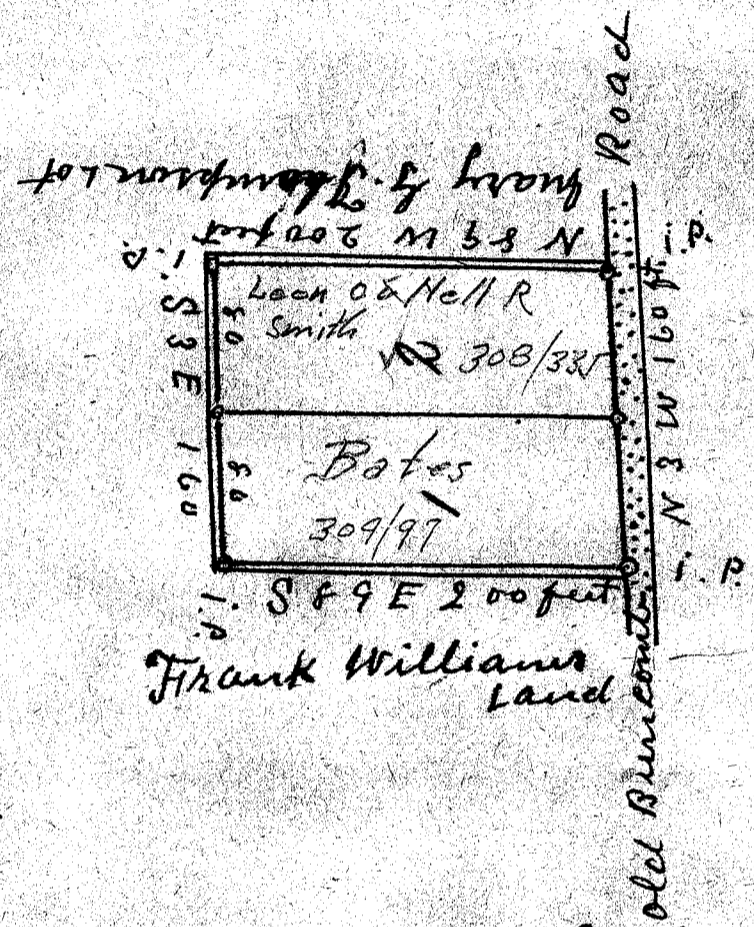 Road
Mary G. Thompson Lot
N 89 W 200 feet
i.P.
i.P.
Leon O & Nell R
Smith
308/335
80
S 3 E 160
N 3 W 160 ft.
Bates
309/97
80
i.P.
i.P.
S 89 E 200 feet
Frank Williams
Land
old Buncombe